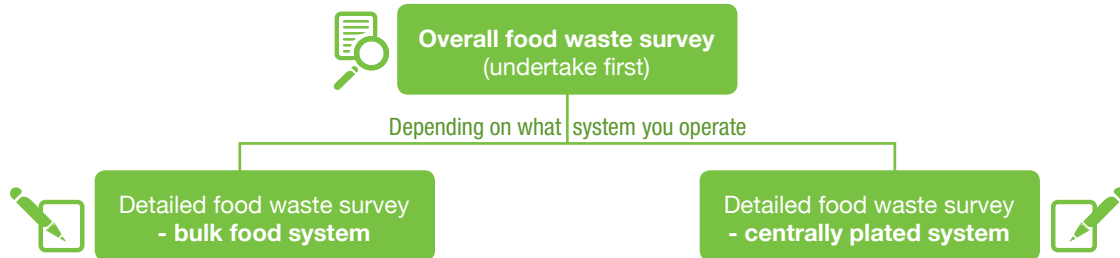 Overall food waste survey
(undertake first)
Depending on what system you operate
Detailed food waste survey
- bulk food system
Detailed food waste survey
- centrally plated system